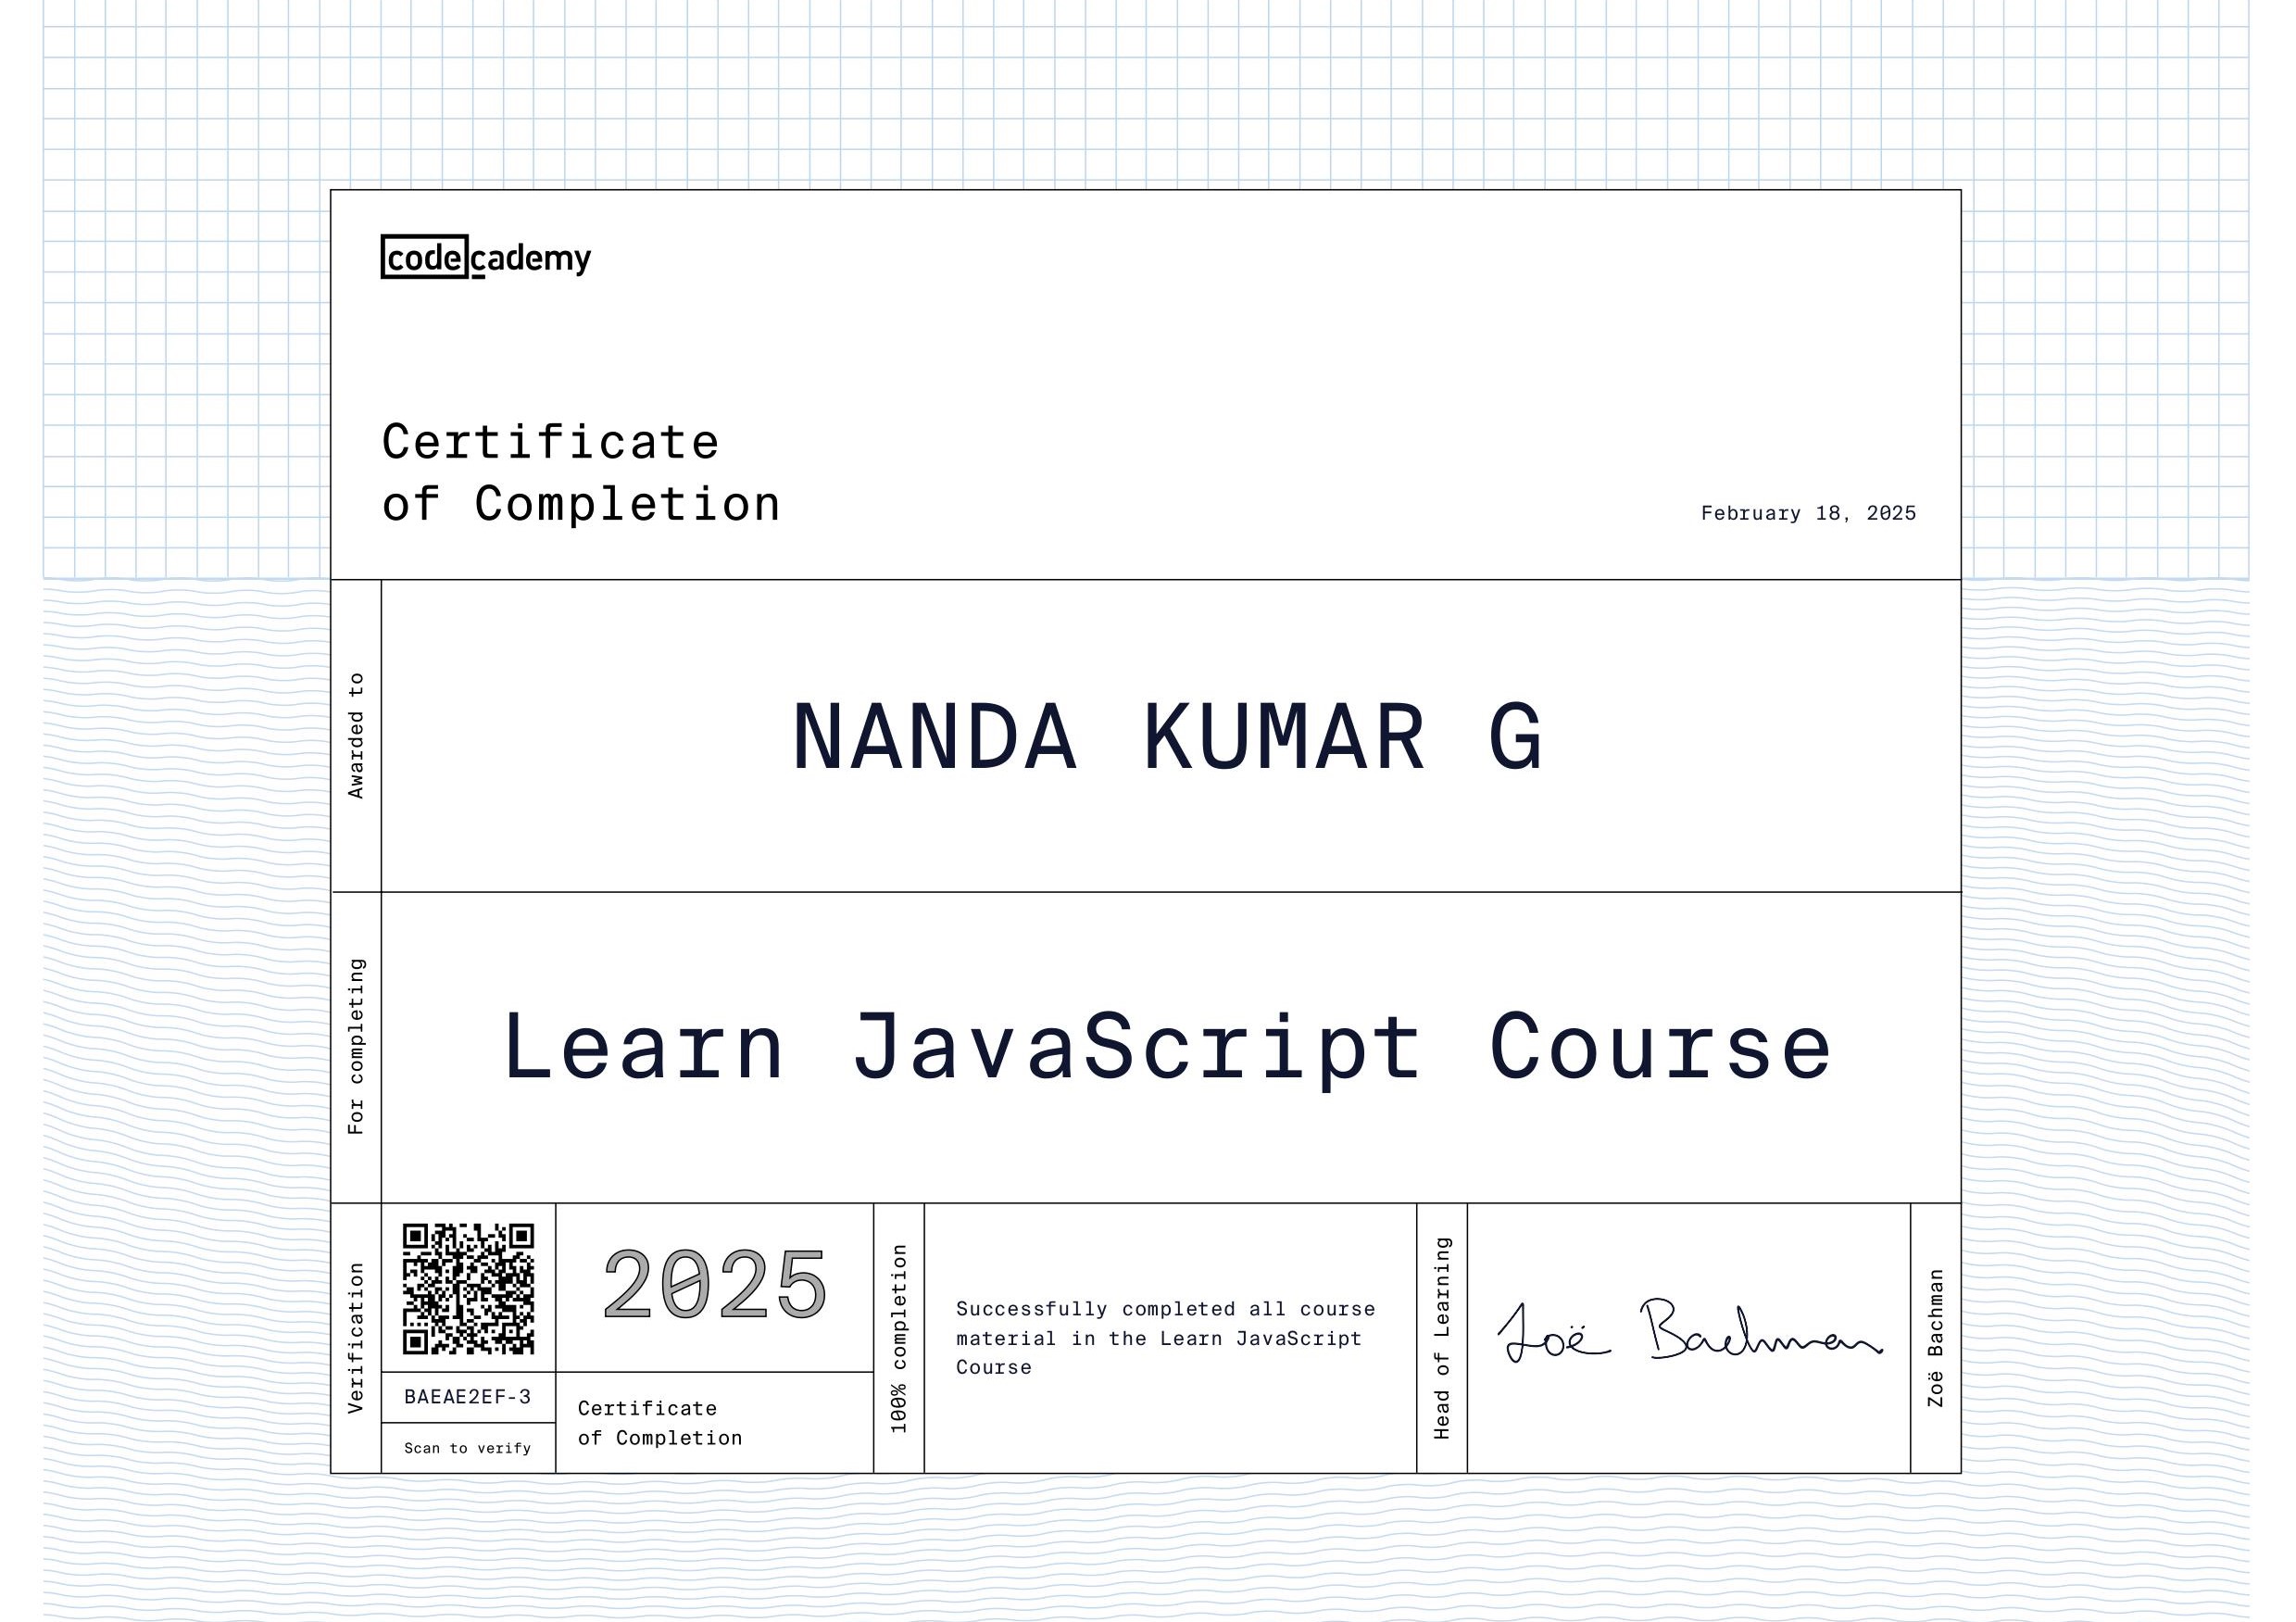 codecademy
Certificate
of Completion
February 18, 2025
Awarded to
NANDA KUMAR G
For completing
Learn JavaScript Course
Verification
BAEAE2EF-3
Scan to verify
2025
Certificate
of Completion
100% completion
Successfully completed all course
material in the Learn JavaScript
Course
Head of Learning
Zoë Bachman
Zoë Bachman